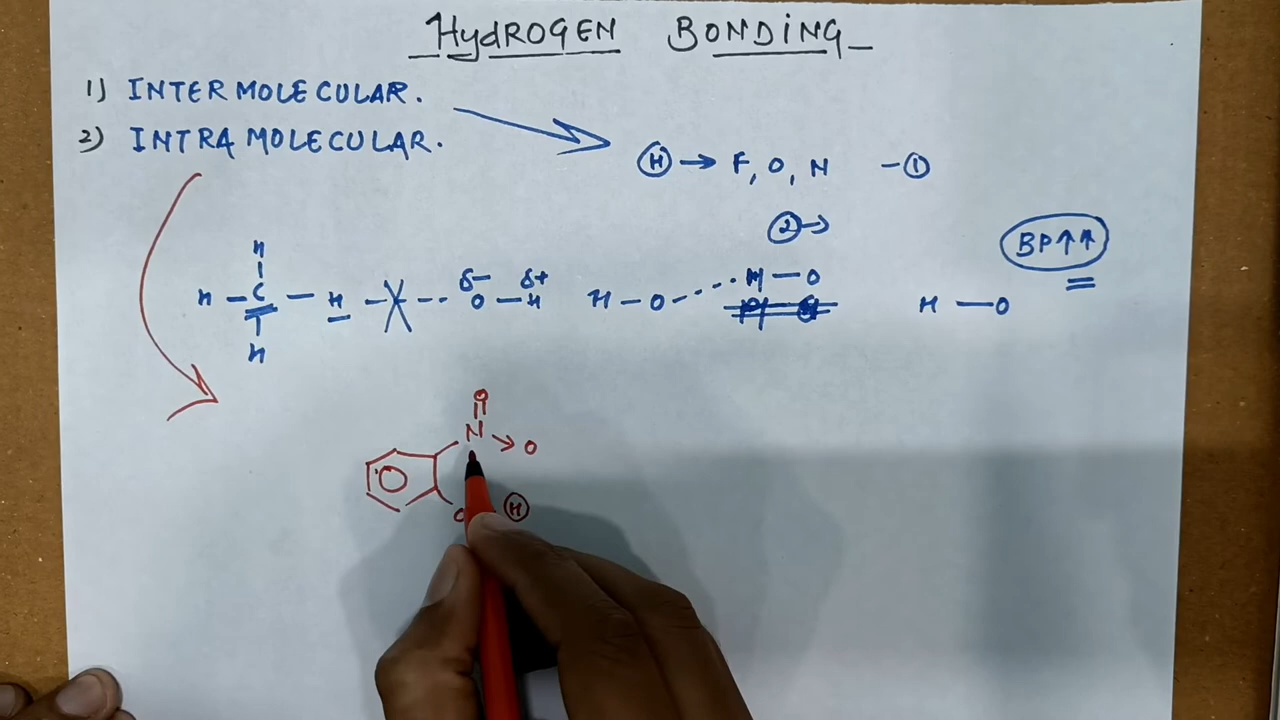 HydROGEN BONDING
1) INTERMOLECULAR.
2) INTRAMOLECULAR.
H → F, O, N —①
②→
BP↑↑
H
H — C — H - - - O — H
δ- δ+
H
H — O - - - H — O
H — O
O
N → O
H